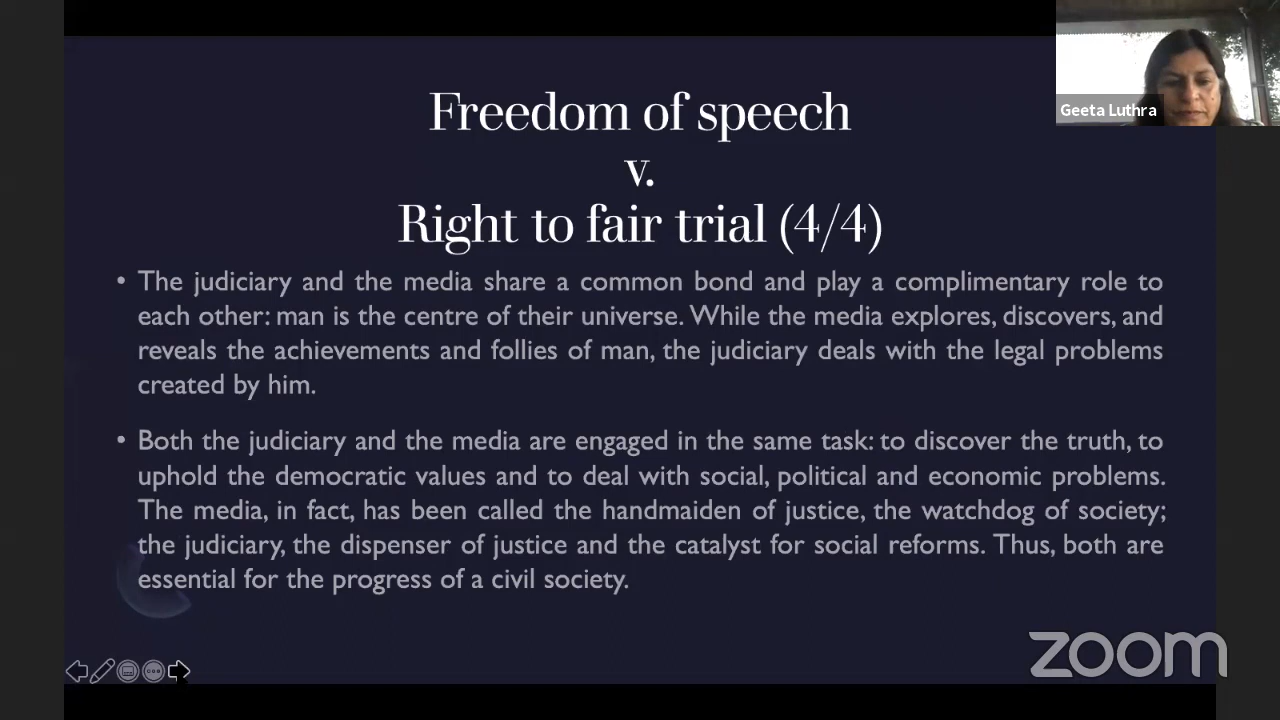 Geeta Luthra
Freedom of speech
v.
Right to fair trial (4/4)
• The judiciary and the media share a common bond and play a complimentary role to
each other: man is the centre of their universe. While the media explores, discovers, and
reveals the achievements and follies of man, the judiciary deals with the legal problems
created by him.
• Both the judiciary and the media are engaged in the same task: to discover the truth, to
uphold the democratic values and to deal with social, political and economic problems.
The media, in fact, has been called the handmaiden of justice, the watchdog of society;
the judiciary, the dispenser of justice and the catalyst for social reforms. Thus, both are
essential for the progress of a civil society.
zoom